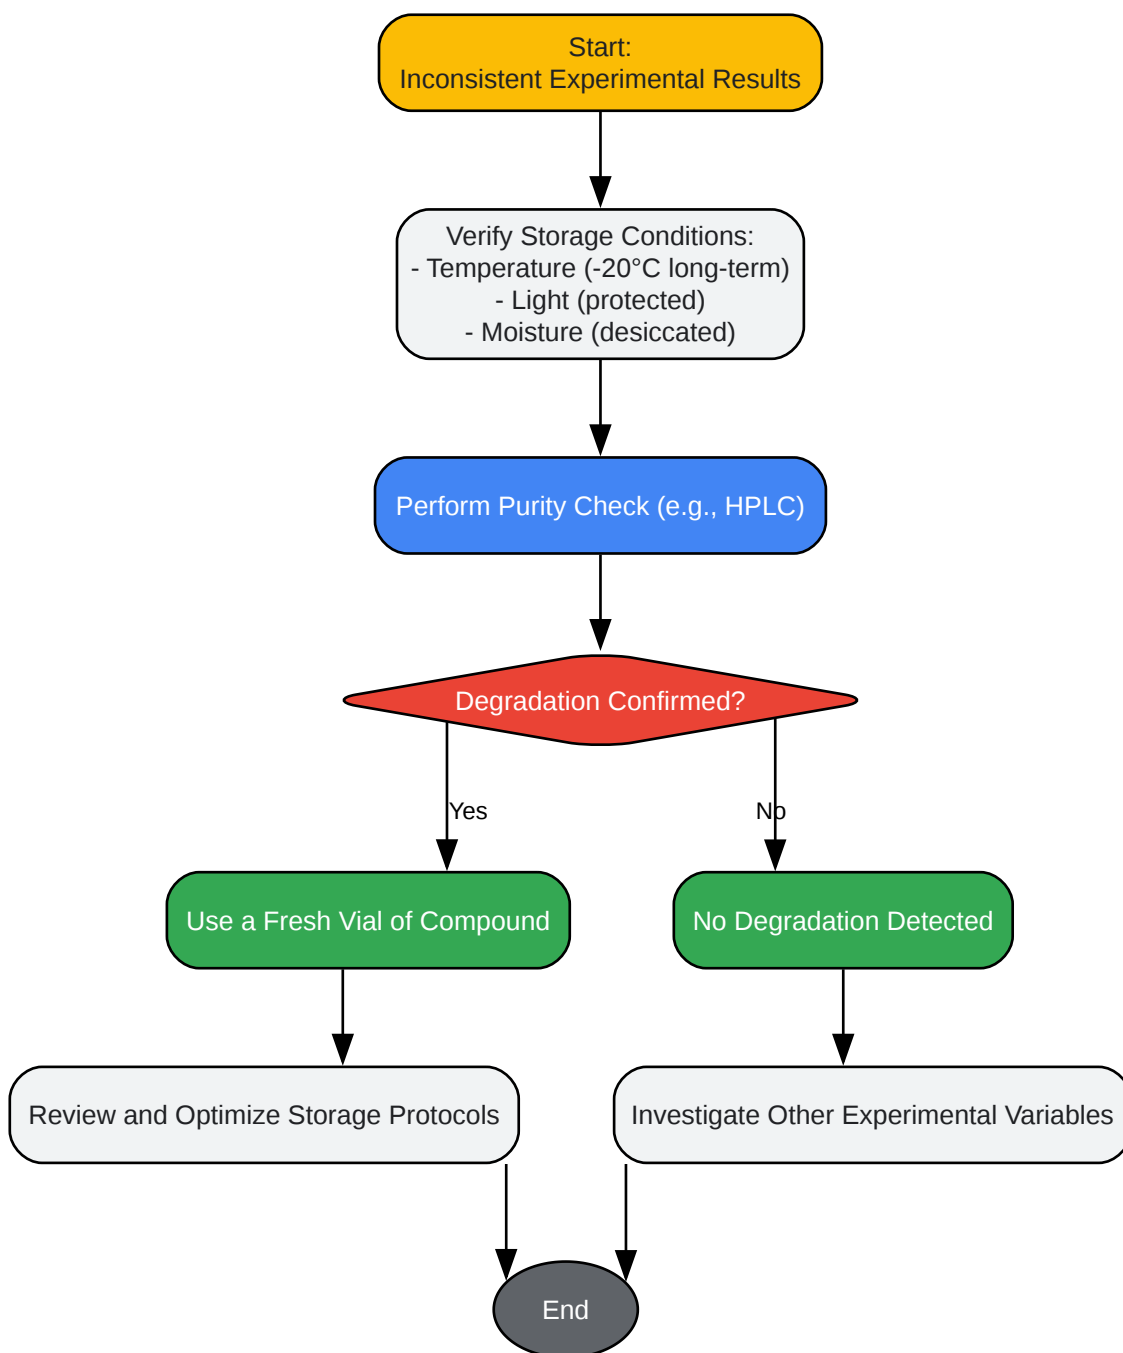 Start:
Inconsistent Experimental Results
Verify Storage Conditions:
- Temperature (-20°C long-term)
- Light (protected)
- Moisture (desiccated)
Perform Purity Check (e.g., HPLC)
Degradation Confirmed?
Yes
No
Use a Fresh Vial of Compound
No Degradation Detected
Review and Optimize Storage Protocols
Investigate Other Experimental Variables
End